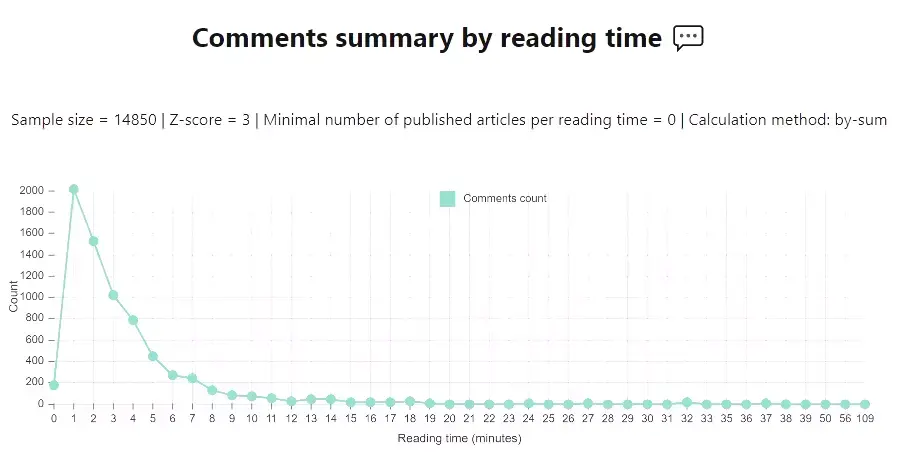 Comments summary by reading time
Sample size = 14850 | Z-score = 3 | Minimal number of published articles per reading time = 0 | Calculation method: by-sum
Comments count
2000
1800
1600
1400
1200
1000
800
600
400
200
0
Count
0 1 2 3 4 5 6 7 8 9 10 11 12 13 14 15 16 17 18 19 20 21 22 23 24 25 26 27 28 29 30 31 32 33 35 36 37 38 39 50 56 109
Reading time (minutes)